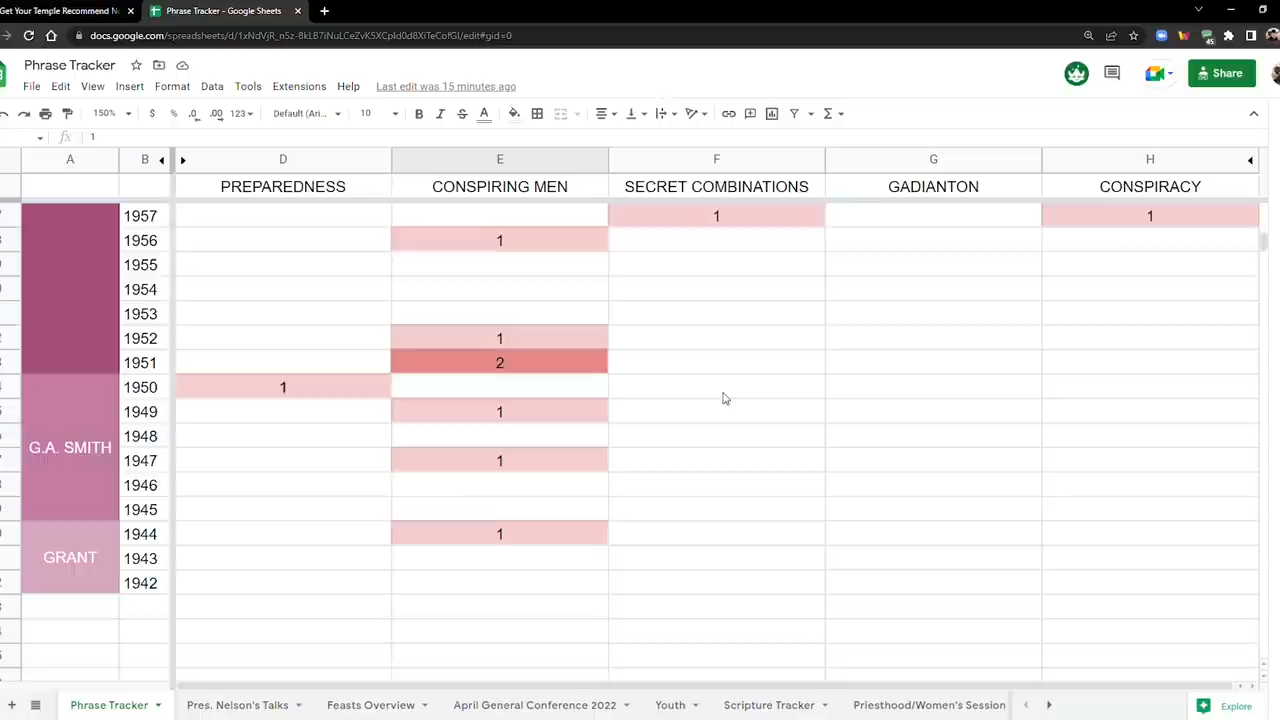 Get Your Temple Recommend N
Phrase Tracker - Google Sheets
docs.google.com/spreadsheets/d/1xNdVjR_n5z-8kLB7iNuLCeZvK5XCpId0d8XiTeCofGI/edit#gid=0
45
Phrase Tracker
File Edit View Insert Format Data Tools Extensions Help Last edit was 15 minutes ago
Share
150% $ % .0 .00 123 Default (Ari... 10 B I S A
fx 1
A B D E F G H
PREPAREDNESS CONSPIRING MEN SECRET COMBINATIONS GADIANTON CONSPIRACY
1957 1 1
1956 1
1955
1954
1953
1952 1
1951 2
1950 1
1949 1
G.A. SMITH 1948
1947 1
1946
1945
1944 1
GRANT 1943
1942
Phrase Tracker Pres. Nelson's Talks Feasts Overview April General Conference 2022 Youth Scripture Tracker Priesthood/Women's Session
Explore